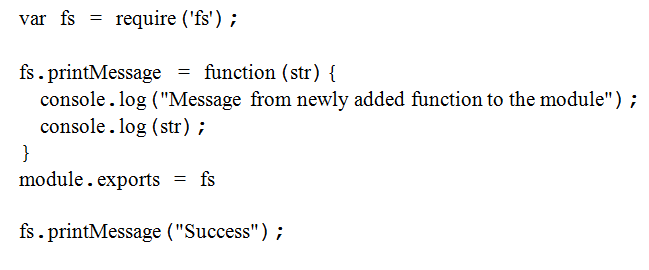 var fs = require('fs');
fs.printMessage = function(str){
console.log("Message from newly added function to the module");
console.log(str);
}
module.exports = fs
fs.printMessage("Success");